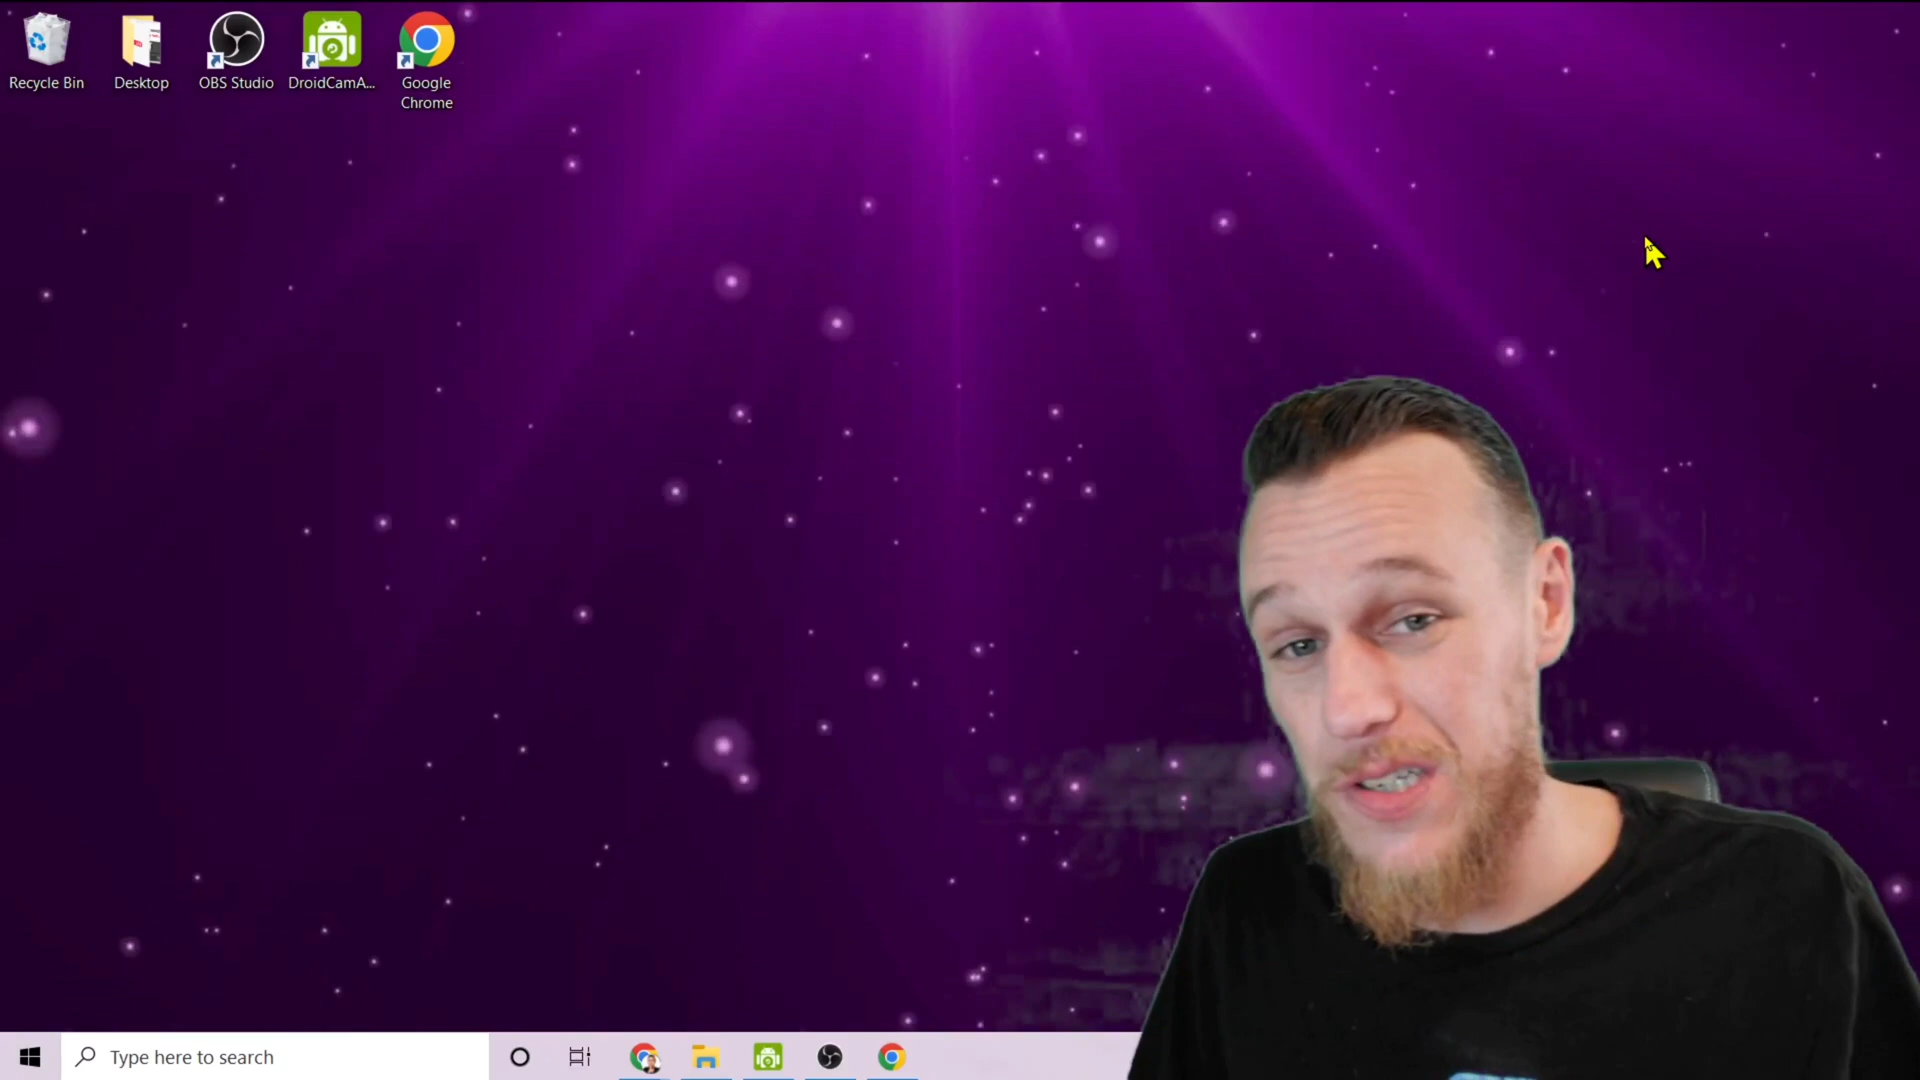 Recycle Bin
Desktop
OBS Studio
DroidCamA...
Google
Chrome
Type here to search